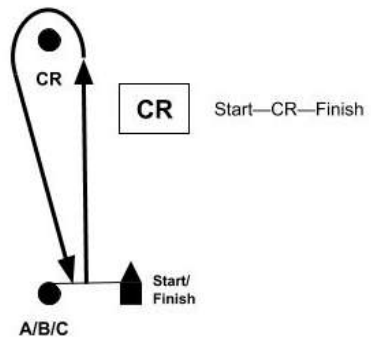 CR
CR
Start—CR—Finish
Start/
Finish
A/B/C